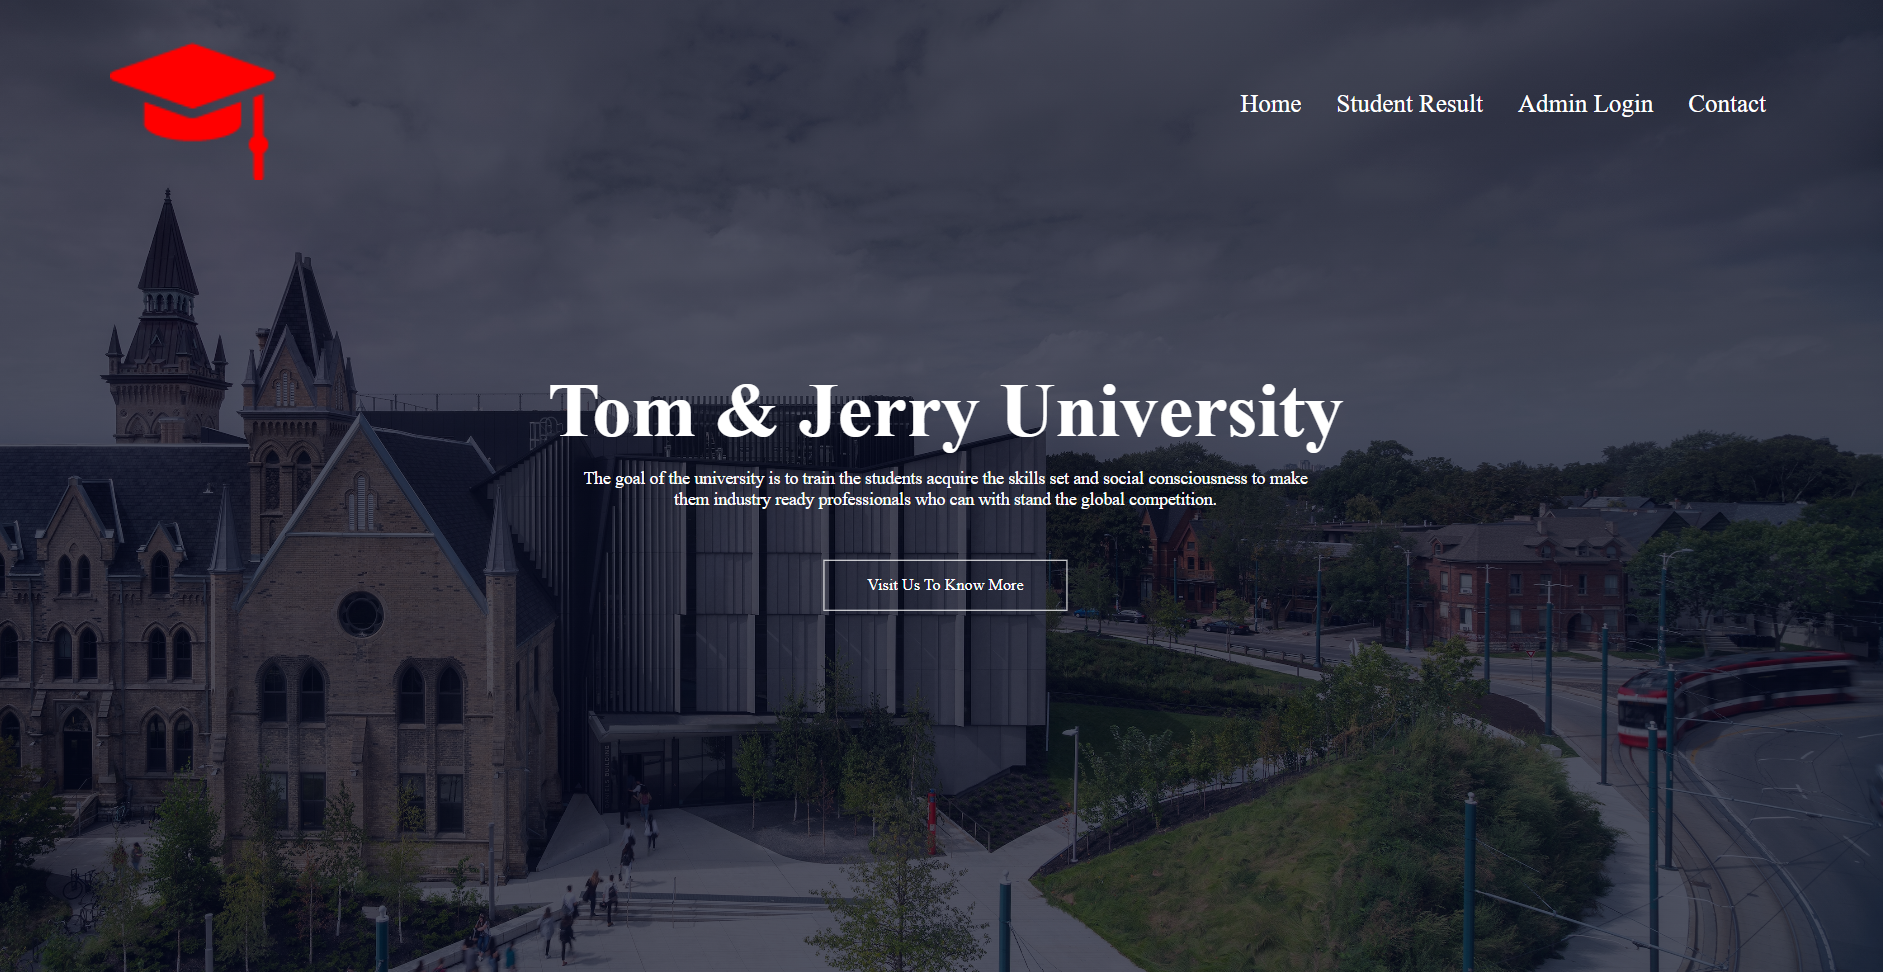 Home Student Result Admin Login Contact
Tom & Jerry University
The goal of the university is to train the students acquire the skills set and social consciousness to make
them industry ready professionals who can with stand the global competition.
Visit Us To Know More